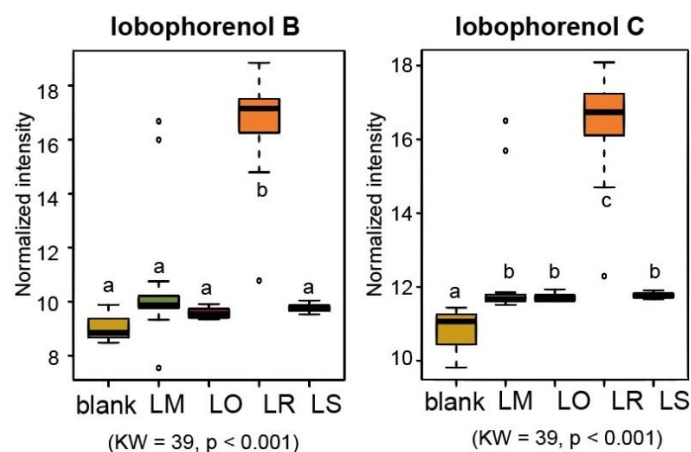 lobophorenol B
Normalized intensity
18
16
14
12
10
8
a
a
a
b
a
blank LM LO LR LS
(KW = 39, p < 0.001)
lobophorenol C
Normalized intensity
18
16
14
12
10
a
b
b
c
b
blank LM LO LR LS
(KW = 39, p < 0.001)